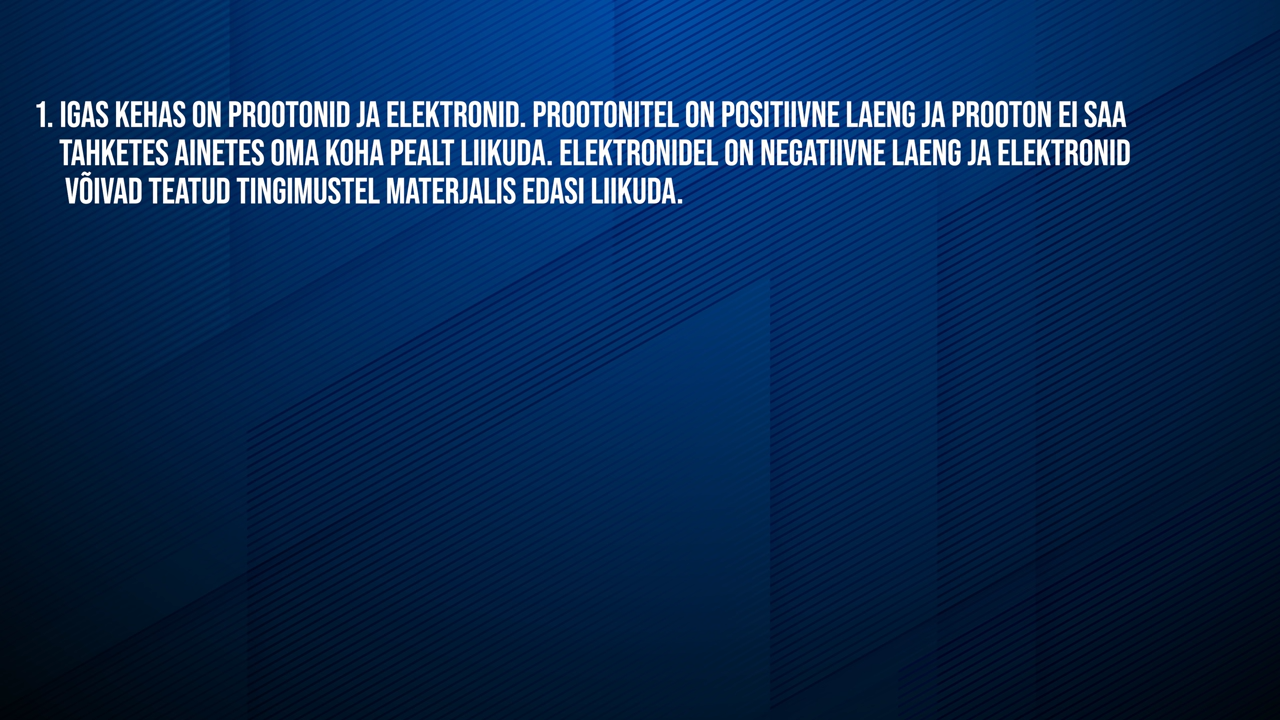 1. IGAS KEHAS ON PROOTONID JA ELEKTRONID. PROOTONITEL ON POSITIIVNE LAENG JA PROOTON EI SAA
TAHKETES AINETES OMA KOHA PEALT LIIKUDA. ELEKTRONIDEL ON NEGATIIVNE LAENG JA ELEKTRONID
VÕIVAD TEATUD TINGIMUSTEL MATERJALIS EDASI LIIKUDA.